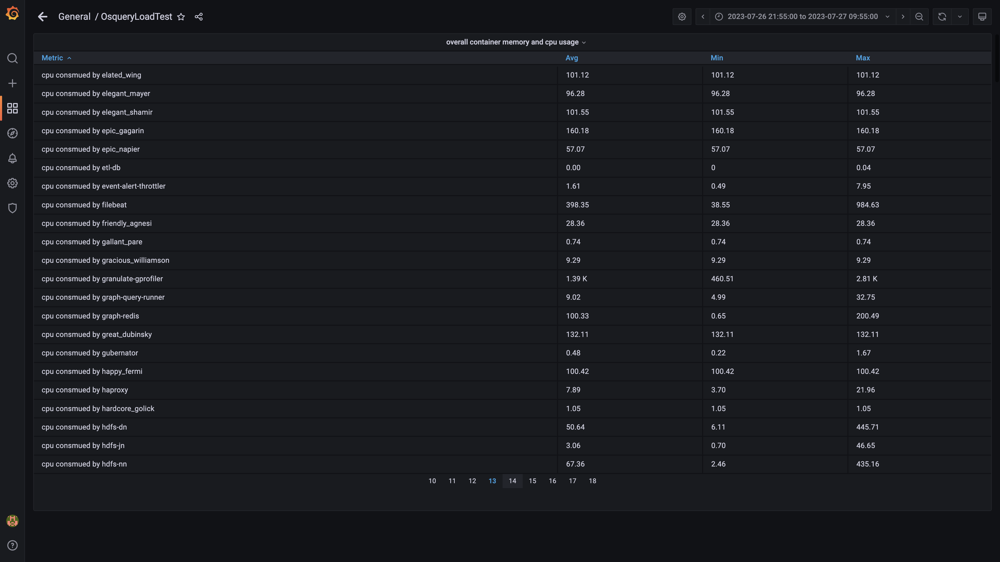 General / OsqueryLoadTest
2023-07-26 21:55:00 to 2023-07-27 09:55:00
overall container memory and cpu usage
Metric Avg Min Max
cpu consmued by elated_wing 101.12 101.12 101.12
cpu consmued by elegant_mayer 96.28 96.28 96.28
cpu consmued by elegant_shamir 101.55 101.55 101.55
cpu consmued by epic_gagarin 160.18 160.18 160.18
cpu consmued by epic_napier 57.07 57.07 57.07
cpu consmued by etl-db 0.00 0 0.04
cpu consmued by event-alert-throttler 1.61 0.49 7.95
cpu consmued by filebeat 398.35 38.55 984.63
cpu consmued by friendly_agnesi 28.36 28.36 28.36
cpu consmued by gallant_pare 0.74 0.74 0.74
cpu consmued by gracious_williamson 9.29 9.29 9.29
cpu consmued by granulate-gprofiler 1.39 K 460.51 2.81 K
cpu consmued by graph-query-runner 9.02 4.99 32.75
cpu consmued by graph-redis 100.33 0.65 200.49
cpu consmued by great_dubinsky 132.11 132.11 132.11
cpu consmued by gubernator 0.48 0.22 1.67
cpu consmued by happy_fermi 100.42 100.42 100.42
cpu consmued by haproxy 7.89 3.70 21.96
cpu consmued by hardcore_golick 1.05 1.05 1.05
cpu consmued by hdfs-dn 50.64 6.11 445.71
cpu consmued by hdfs-jn 3.06 0.70 46.65
cpu consmued by hdfs-nn 67.36 2.46 435.16
10 11 12 13 14 15 16 17 18